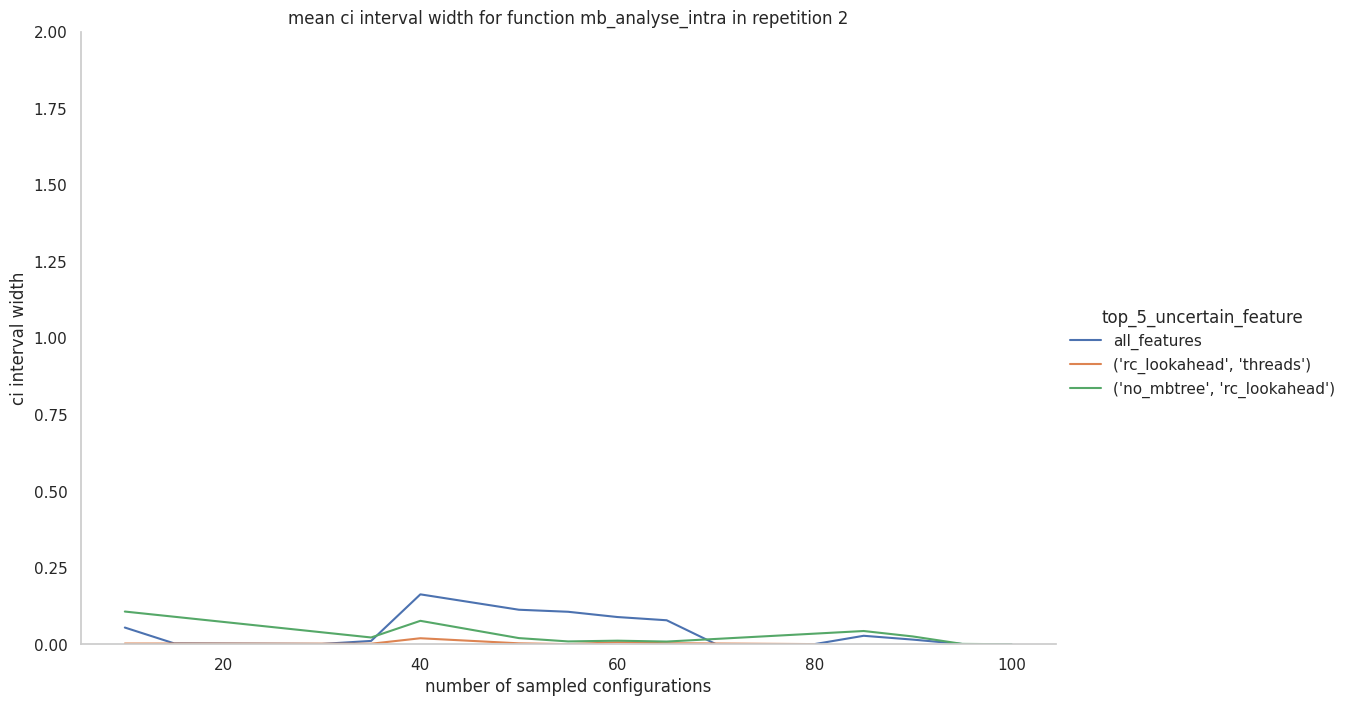 mean ci interval width for function mb_analyse_intra in repetition 2
2.00
1.75
1.50
1.25
1.00
0.75
0.50
0.25
0.00
ci interval width
20
40
60
80
100
number of sampled configurations
top_5_uncertain_feature
all_features
('rc_lookahead', 'threads')
('no_mbtree', 'rc_lookahead')